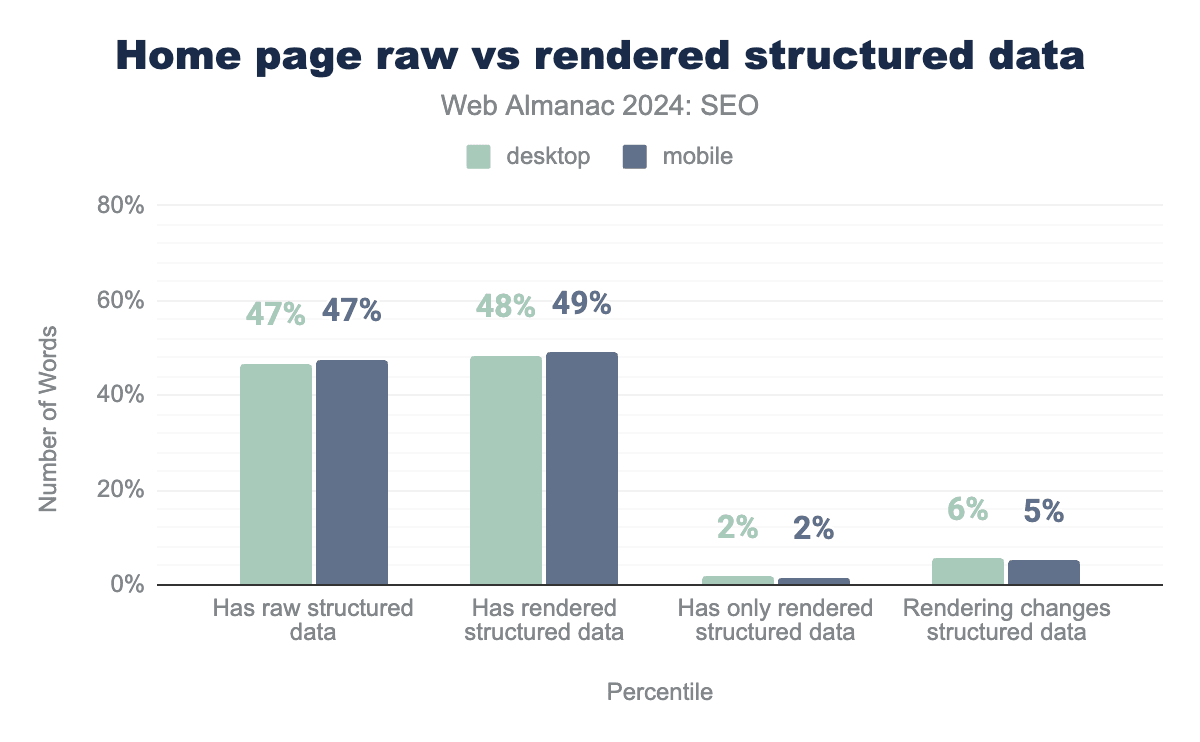 Home page raw vs rendered structured data
Web Almanac 2024: SEO
desktop mobile
80%
60%
40%
20%
0%
Number of Words
47% 47% 48% 49% 2% 2% 6% 5%
Has raw structured
data
Has rendered
structured data
Has only rendered
structured data
Rendering changes
structured data
Percentile